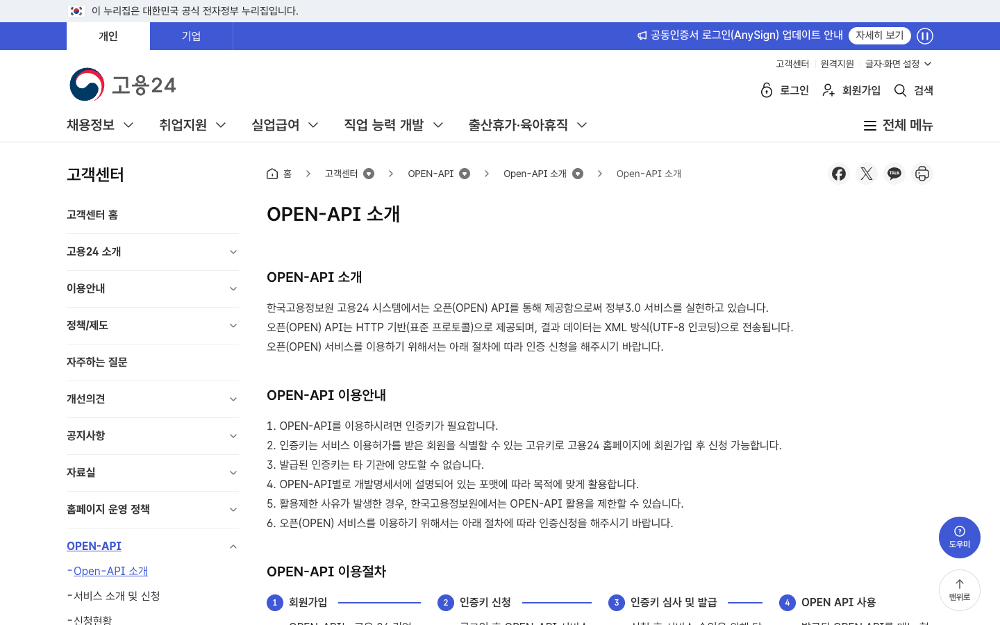 이 누리집은 대한민국 공식 전자정부 누리집입니다.
개인
기업
공동인증서 로그인(AnySign) 업데이트 안내
자세히 보기
고객센터
원격지원
글자·화면 설정
고용24
로그인
회원가입
검색
채용정보
취업지원
실업급여
직업 능력 개발
출산휴가·육아휴직
전체 메뉴
고객센터
고객센터 홈
고용24 소개
이용안내
정책/제도
자주하는 질문
개선의견
공지사항
자료실
홈페이지 운영 정책
OPEN-API
-Open-API 소개
-서비스 소개 및 신청
-신청현황
홈
고객센터
OPEN-API
Open-API 소개
Open-API 소개
TALK
OPEN-API 소개
OPEN-API 소개
한국고용정보원 고용24 시스템에서는 오픈(OPEN) API를 통해 제공함으로써 정부3.0 서비스를 실현하고 있습니다.
오픈(OPEN) API는 HTTP 기반(표준 프로토콜)으로 제공되며, 결과 데이터는 XML 방식(UTF-8 인코딩)으로 전송됩니다.
오픈(OPEN) 서비스를 이용하기 위해서는 아래 절차에 따라 인증 신청을 해주시기 바랍니다.
OPEN-API 이용안내
1. OPEN-API를 이용하시려면 인증키가 필요합니다.
2. 인증키는 서비스 이용허가를 받은 회원을 식별할 수 있는 고유키로 고용24 홈페이지에 회원가입 후 신청 가능합니다.
3. 발급된 인증키는 타 기관에 양도할 수 없습니다.
4. OPEN-API별로 개발명세서에 설명되어 있는 포맷에 따라 목적에 맞게 활용합니다.
5. 활용제한 사유가 발생한 경우, 한국고용정보원에서는 OPEN-API 활용을 제한할 수 있습니다.
6. 오픈(OPEN) 서비스를 이용하기 위해서는 아래 절차에 따라 인증신청을 해주시기 바랍니다.
OPEN-API 이용절차
1 회원가입
2 인증키 신청
3 인증키 심사 및 발급
4 OPEN API 사용
도우미
맨위로